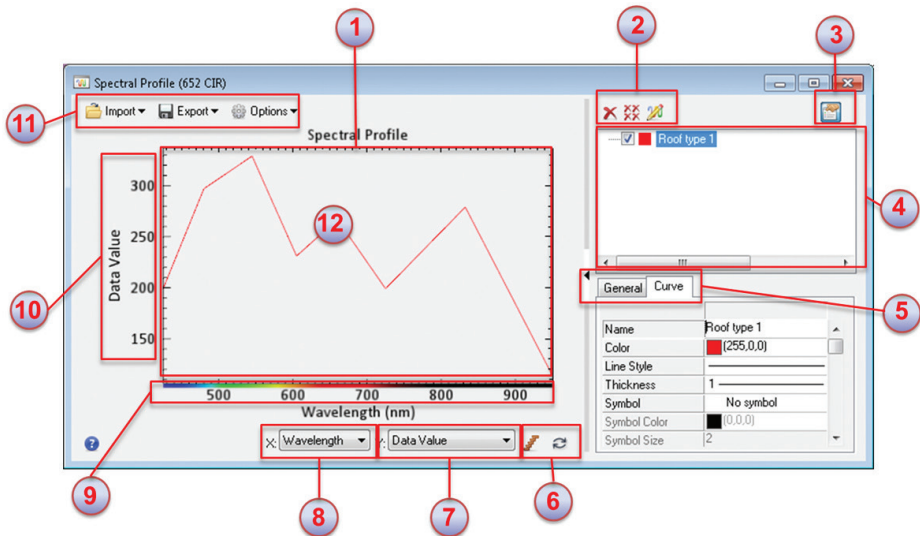 1
2
3
Spectral Profile (652 CIR)
11
Import Export Options
Spectral Profile
Roof type 1
4
300
250
200
150
Data Value
10
12
General Curve
5
Name Roof type 1
Color (255,0,0)
Line Style
Thickness 1
Symbol No symbol
Symbol Color (0,0,0)
Symbol Size 2
500 600 700 800 900
Wavelength (nm)
X: Wavelength Y: Data Value
9
8
7
6